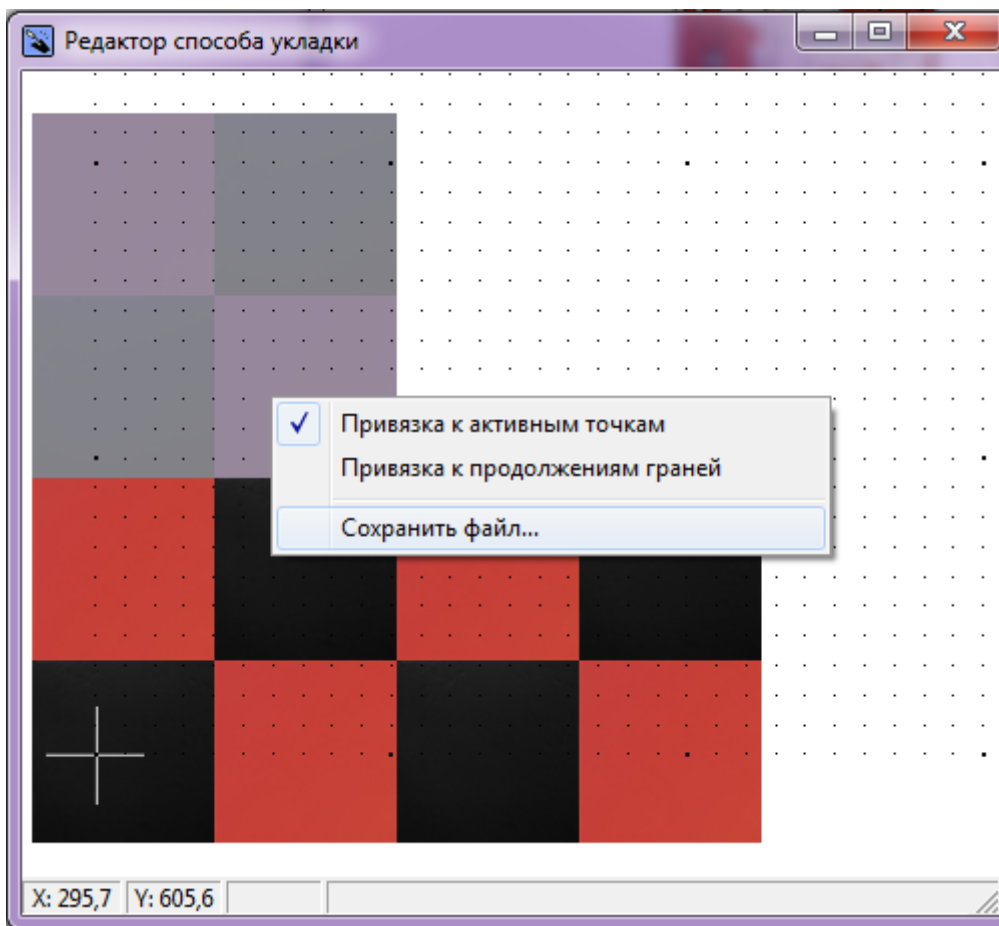 Редактор способа укладки
Привязка к активным точкам
Привязка к продолжениям граней
Сохранить файл...
X: 295,7 Y: 605,6